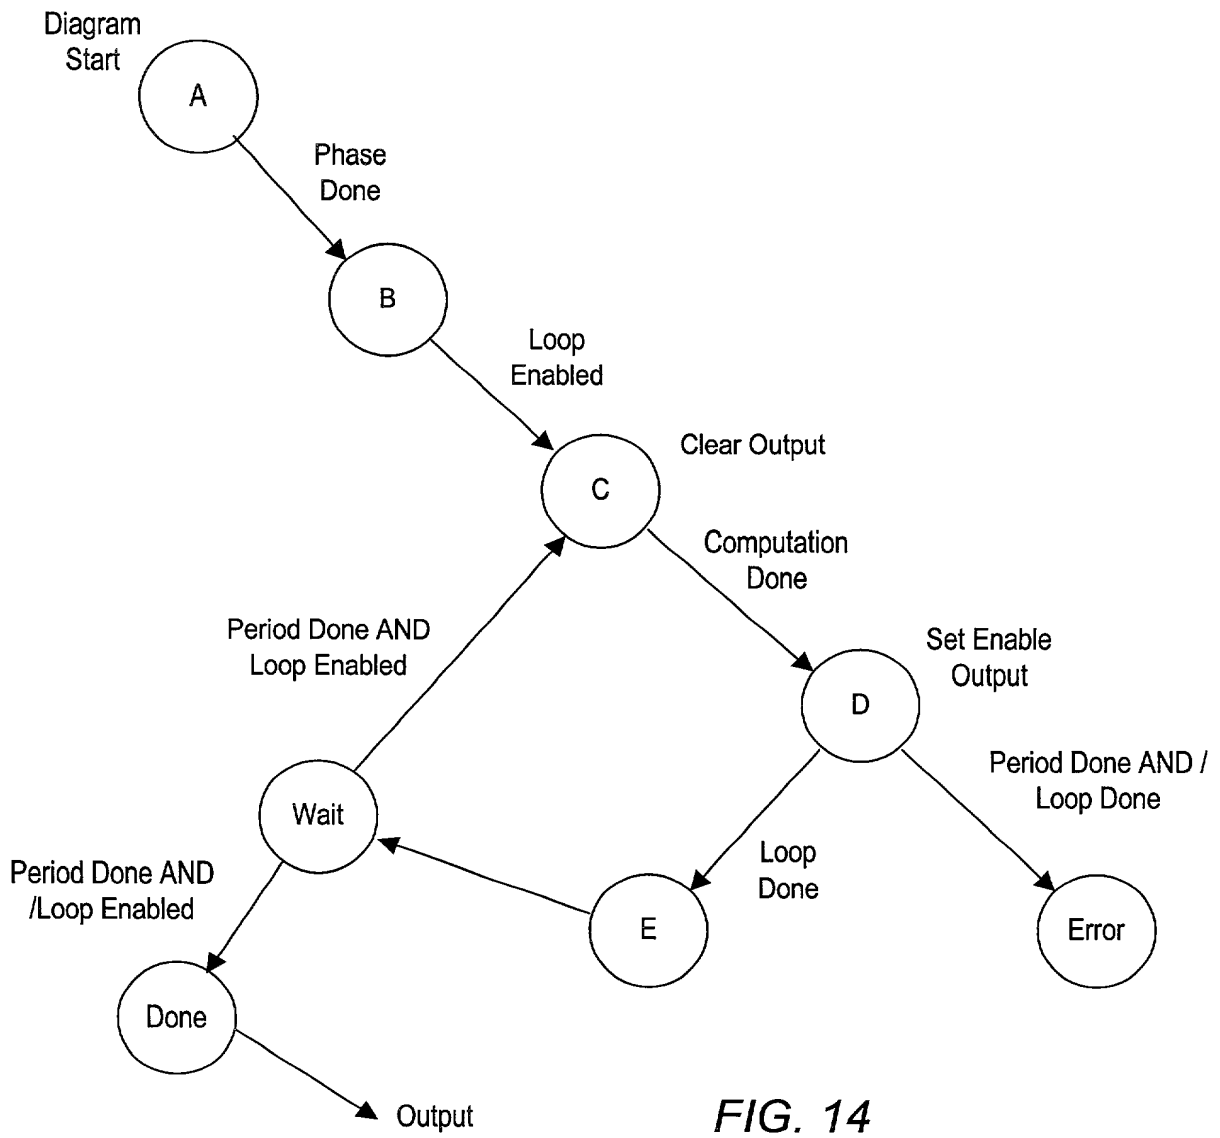 Diagram
Start
A
Phase
Done
B
Loop
Enabled
Clear Output
C
Computation
Done
Period Done AND
Loop Enabled
Set Enable
Output
D
Period Done AND /
Loop Done
Wait
Loop
Done
Period Done AND
/Loop Enabled
E
Error
Done
Output
FIG. 14